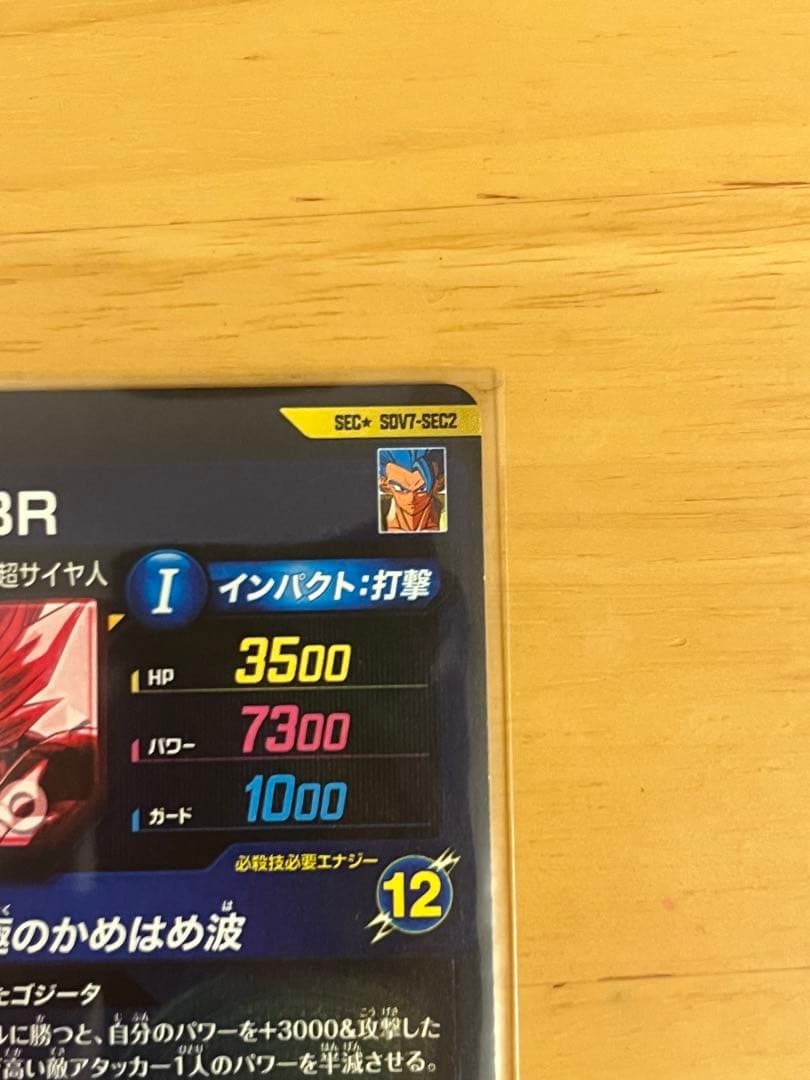 SEC★ SDV7-SEC2
BR
超サイヤ人
I インパクト:打撃
HP 3500
パワー 7300
ガード 1000
必殺技必要エナジー
12
極のかめはめ波
たゴジータ
ルに勝つと、自分のパワーを+3000&攻撃した
高い敵アタッカー1人のパワーを半減させる。